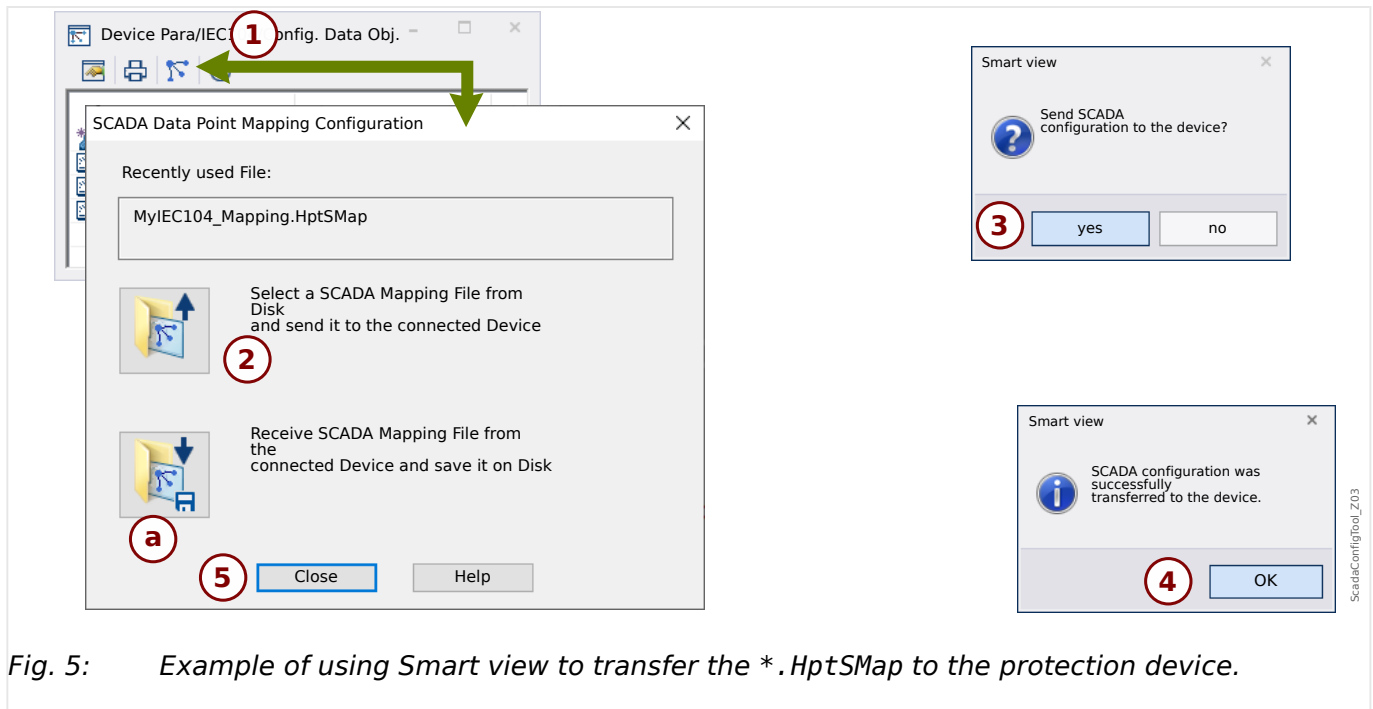 Device Para/IEC1 onfig. Data Obj.
1
SCADA Data Point Mapping Configuration
Recently used File:
MyIEC104_Mapping.HptSMap
Select a SCADA Mapping File from
Disk
and send it to the connected Device
2
Receive SCADA Mapping File from
the
connected Device and save it on Disk
a
5
Close
Help
Smart view
Send SCADA
configuration to the device?
3
yes
no
Smart view
SCADA configuration was
successfully
transferred to the device.
4
OK
ScadaConfigTool_Z03
Fig. 5: Example of using Smart view to transfer the *.HptSMap to the protection device.